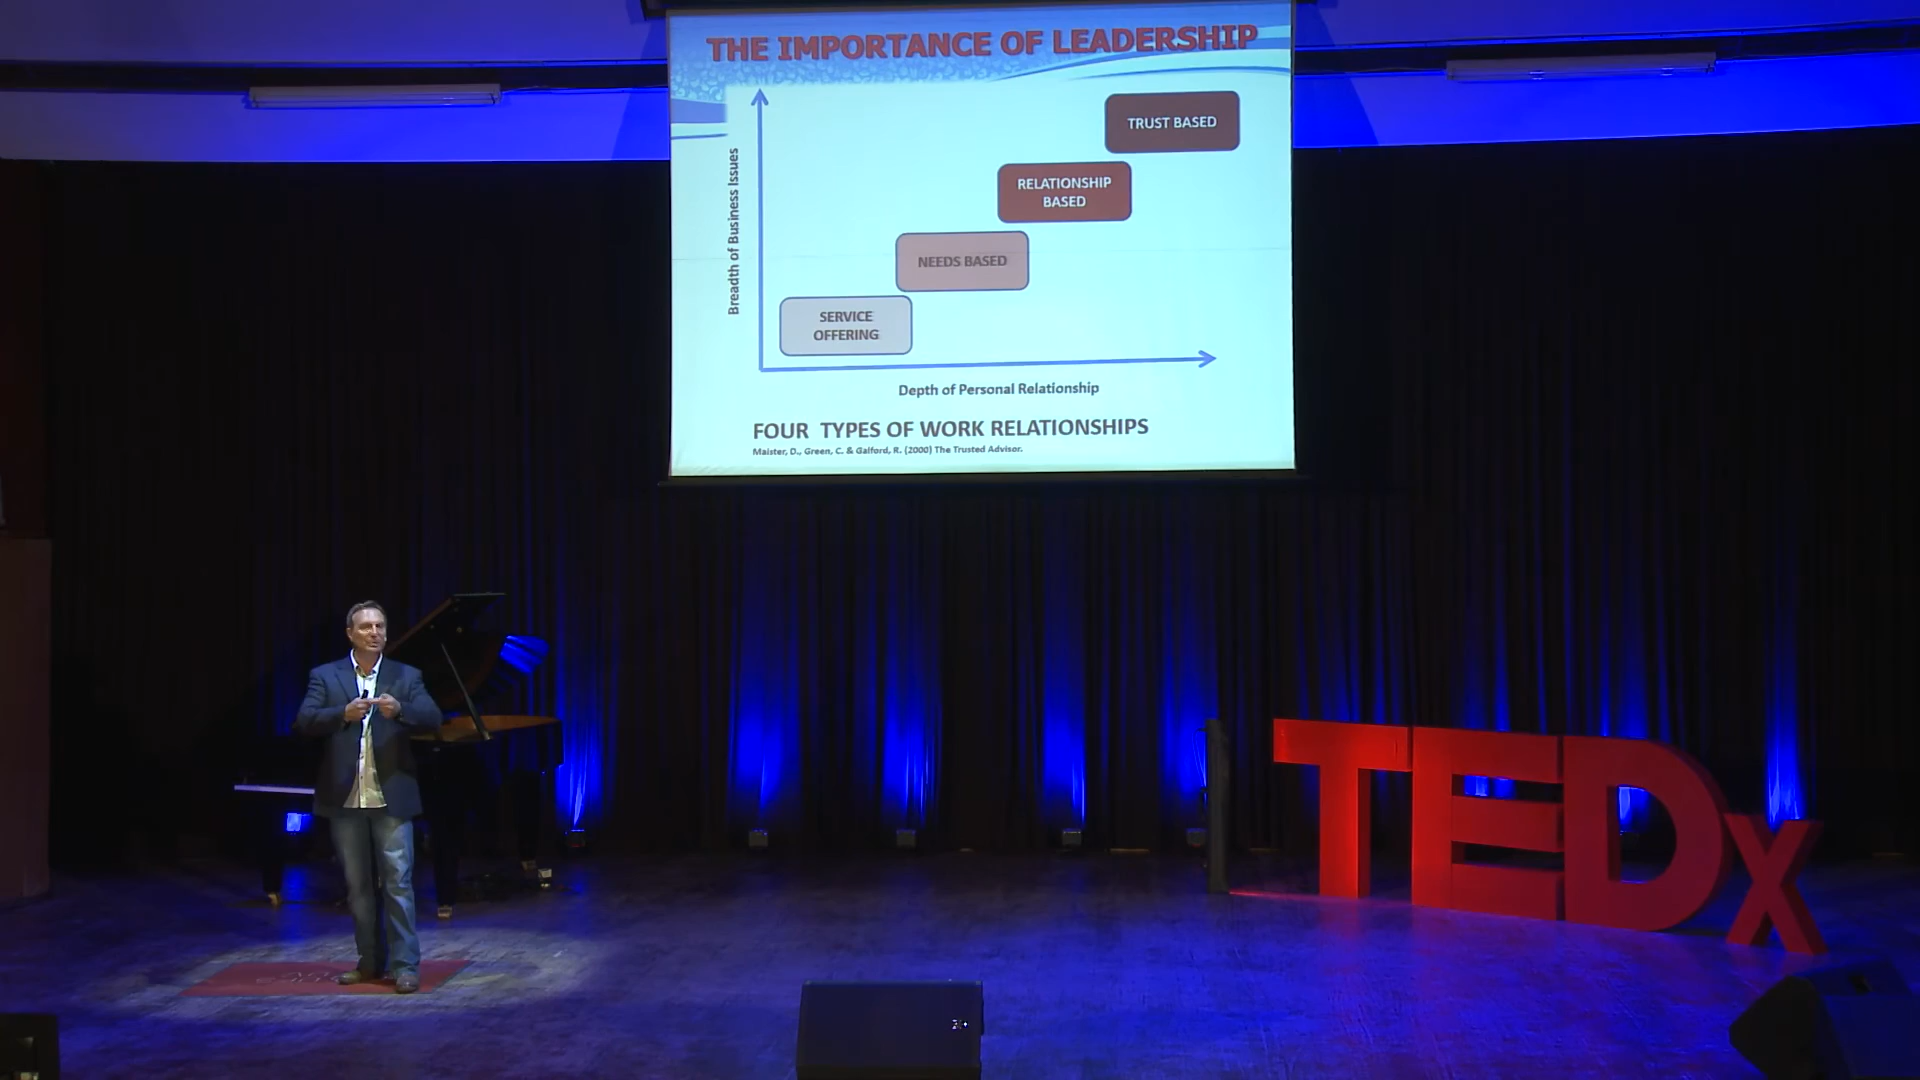 THE IMPORTANCE OF LEADERSHIP
TRUST BASED
RELATIONSHIP
BASED
NEEDS BASED
SERVICE
OFFERING
Breadth of Business Issues
Depth of Personal Relationship
FOUR TYPES OF WORK RELATIONSHIPS
Maister, D., Green, C. & Galford, R. (2000) The Trusted Advisor.
TEDx